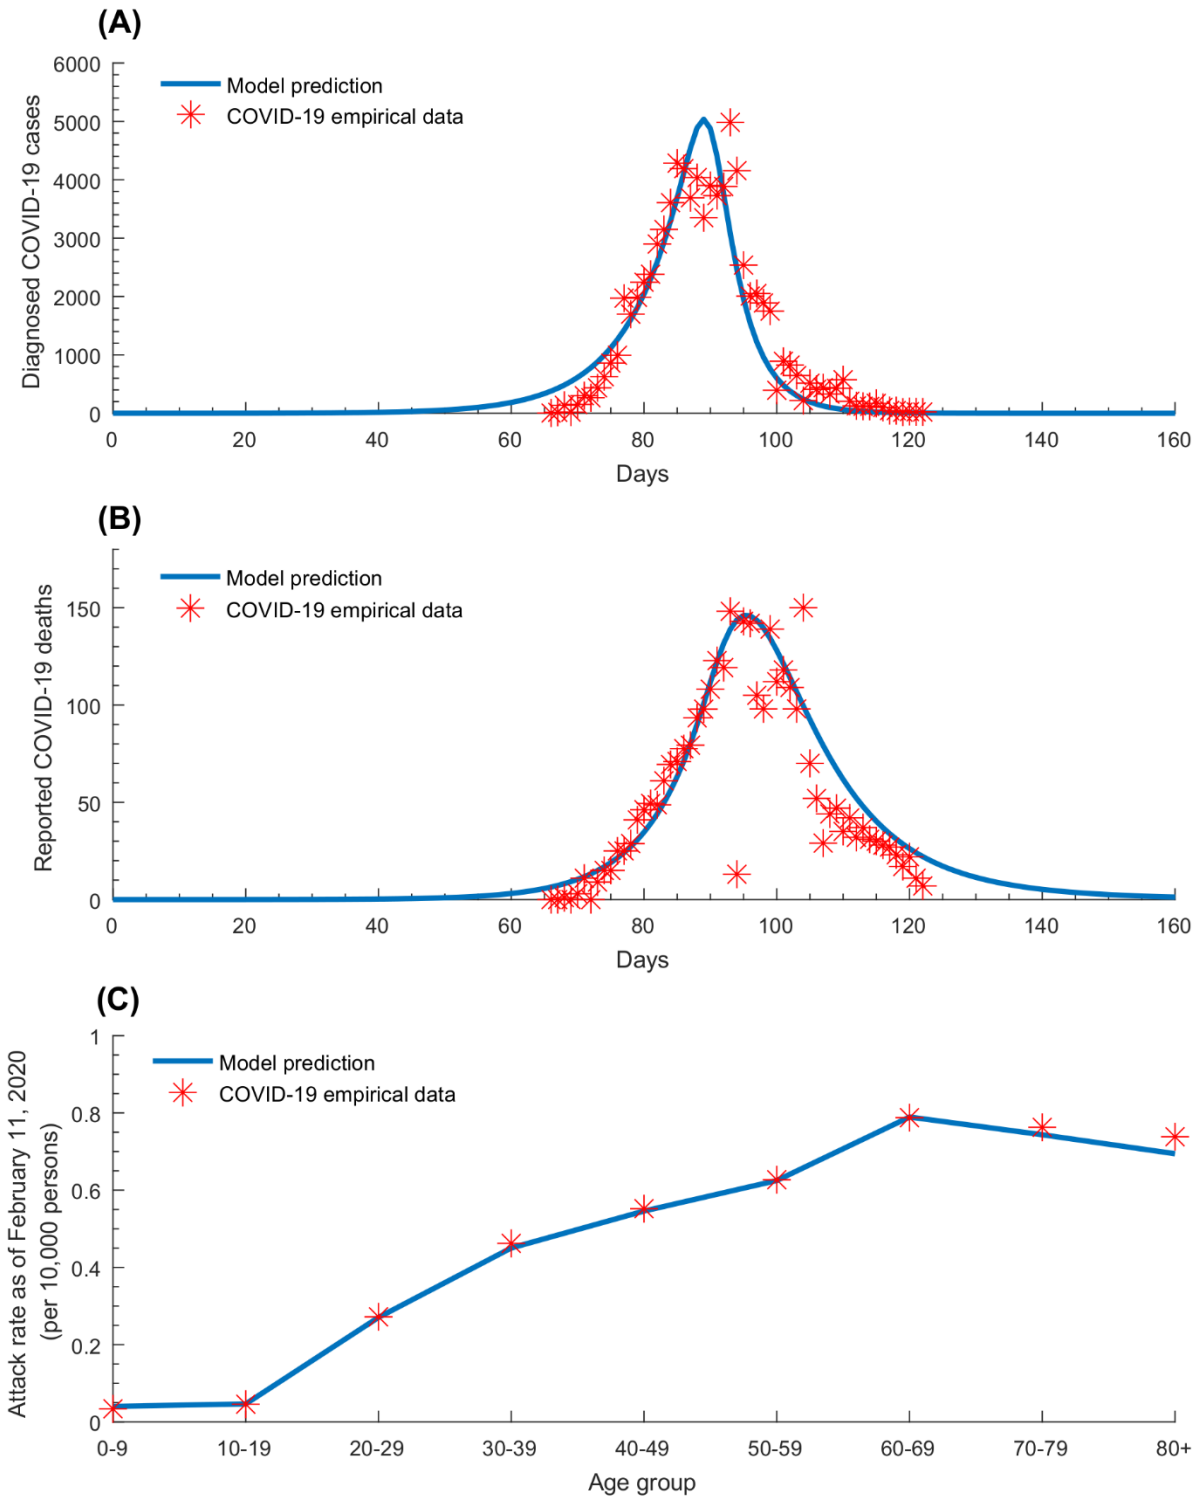 (A)
6000
5000
4000
3000
2000
1000
0
Diagnosed COVID-19 cases
Model prediction
COVID-19 empirical data
0 20 40 60 80 100 120 140 160
Days
(B)
150
100
50
0
Reported COVID-19 deaths
Model prediction
COVID-19 empirical data
0 20 40 60 80 100 120 140 160
Days
(C)
1
0.8
0.6
0.4
0.2
0
Attack rate as of February 11, 2020
(per 10,000 persons)
Model prediction
COVID-19 empirical data
0-9 10-19 20-29 30-39 40-49 50-59 60-69 70-79 80+
Age group